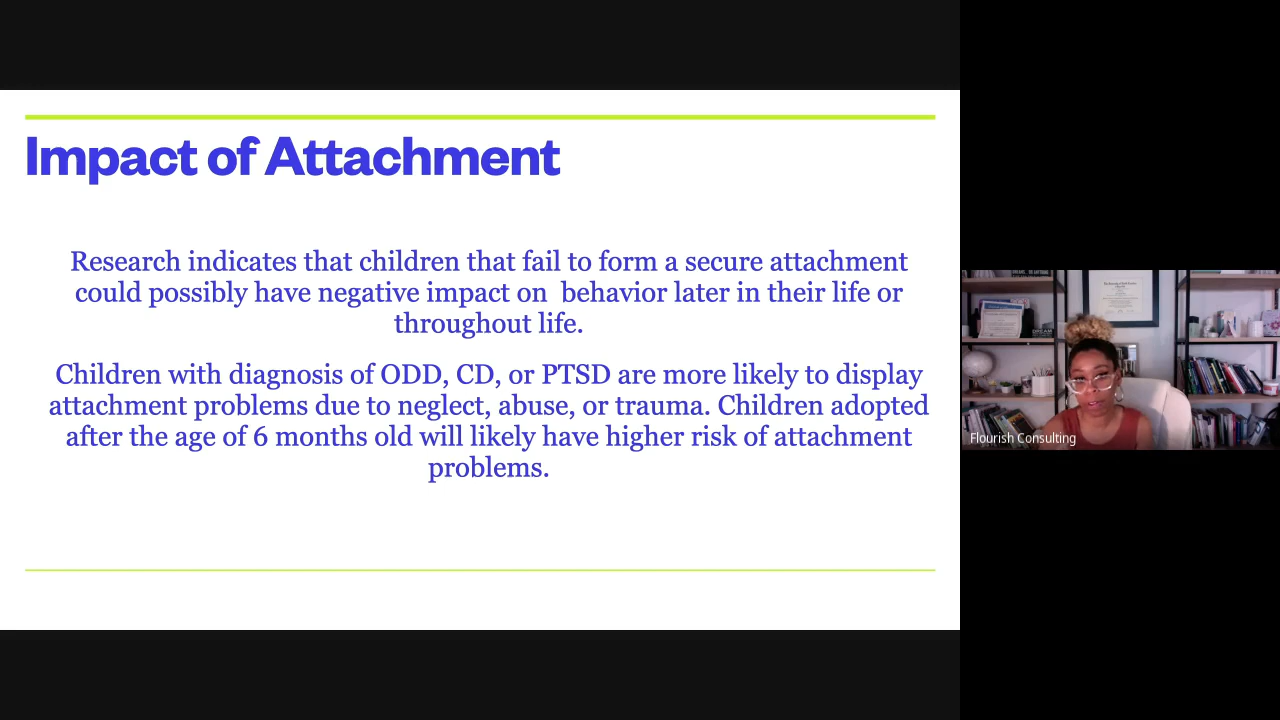 Impact of Attachment
Research indicates that children that fail to form a secure attachment
could possibly have negative impact on  behavior later in their life or
throughout life.
Children with diagnosis of ODD, CD, or PTSD are more likely to display
attachment problems due to neglect, abuse, or trauma. Children adopted
after the age of 6 months old will likely have higher risk of attachment
problems.
Flourish Consulting